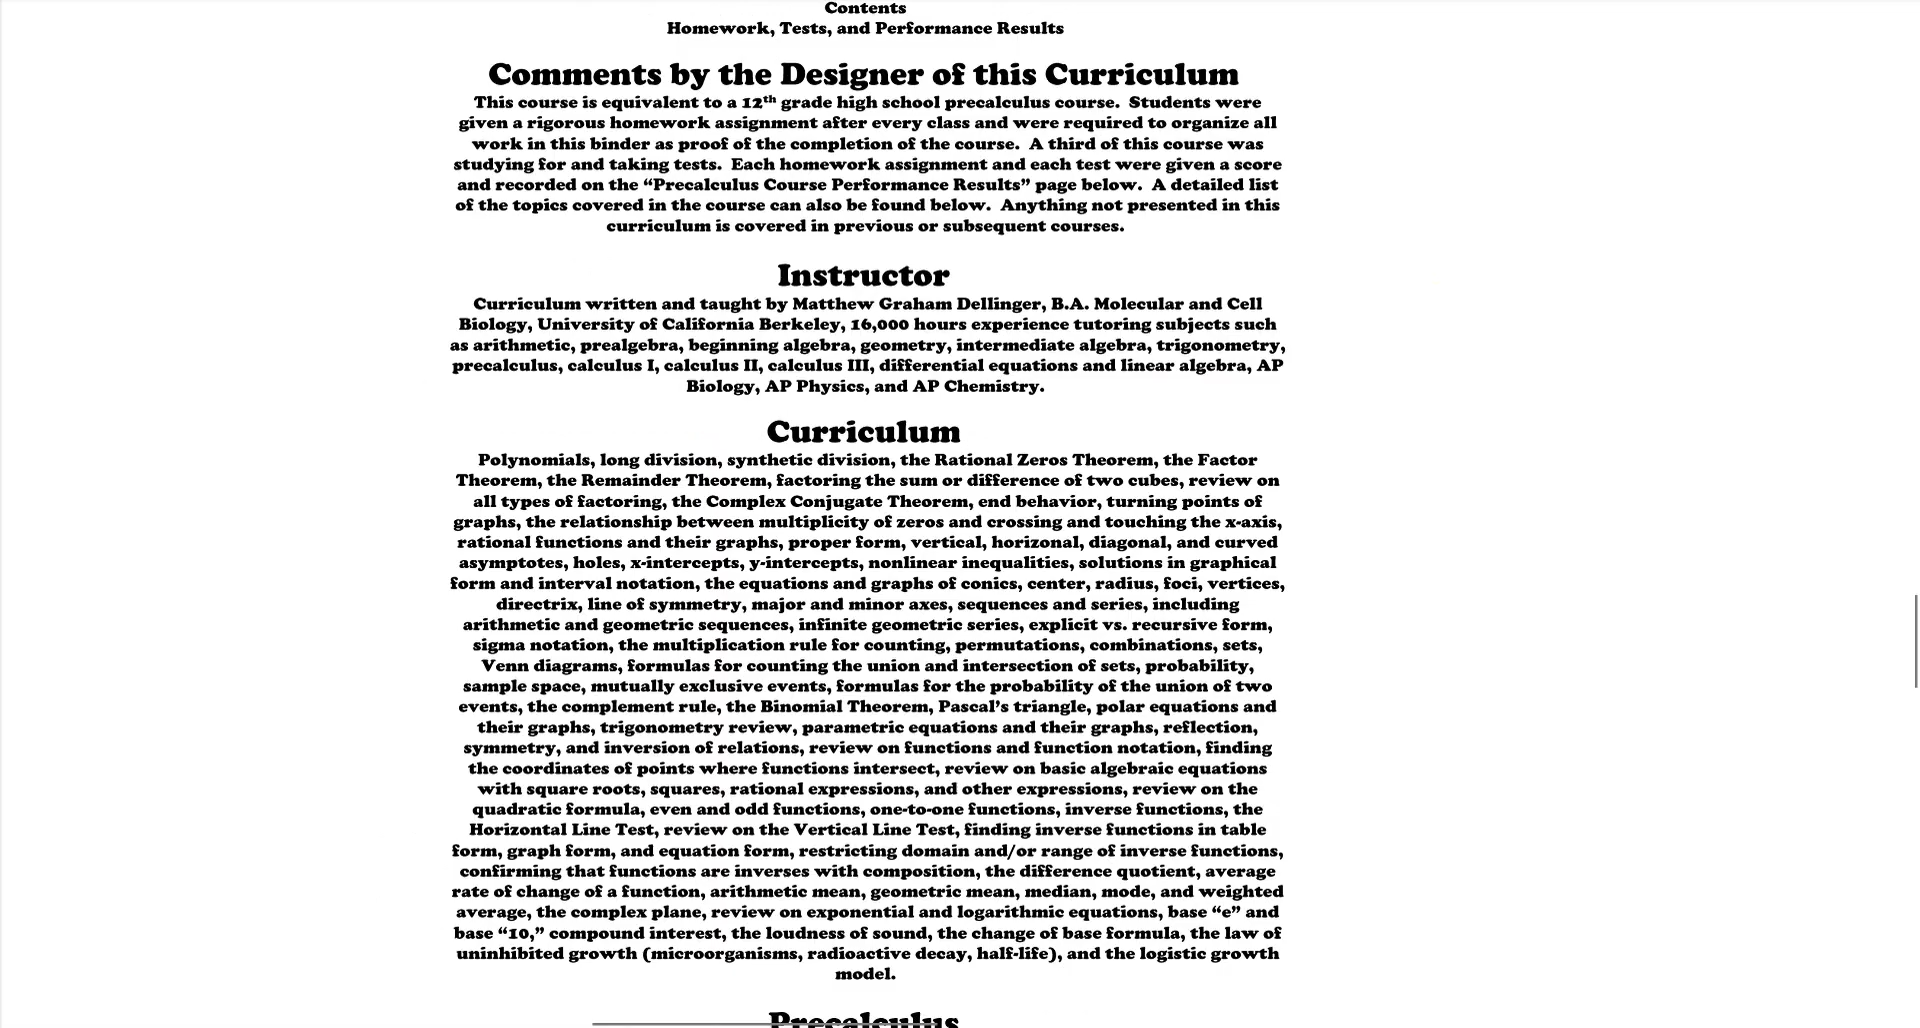 Contents
Homework, Tests, and Performance Results
Comments by the Designer of this Curriculum
This course is equivalent to a 12th grade high school precalculus course.  Students were
given a rigorous homework assignment after every class and were required to organize all
work in this binder as proof of the completion of the course.  A third of this course was
studying for and taking tests.  Each homework assignment and each test were given a score
and recorded on the “Precalculus Course Performance Results” page below.  A detailed list
of the topics covered in the course can also be found below.  Anything not presented in this
curriculum is covered in previous or subsequent courses.
Instructor
Curriculum written and taught by Matthew Graham Dellinger, B.A. Molecular and Cell
Biology, University of California Berkeley, 16,000 hours experience tutoring subjects such
as arithmetic, prealgebra, beginning algebra, geometry, intermediate algebra, trigonometry,
precalculus, calculus I, calculus II, calculus III, differential equations and linear algebra, AP
Biology, AP Physics, and AP Chemistry.
Curriculum
Polynomials, long division, synthetic division, the Rational Zeros Theorem, the Factor
Theorem, the Remainder Theorem, factoring the sum or difference of two cubes, review on
all types of factoring, the Complex Conjugate Theorem, end behavior, turning points of
graphs, the relationship between multiplicity of zeros and crossing and touching the x-axis,
rational functions and their graphs, proper form, vertical, horizonal, diagonal, and curved
asymptotes, holes, x-intercepts, y-intercepts, nonlinear inequalities, solutions in graphical
form and interval notation, the equations and graphs of conics, center, radius, foci, vertices,
directrix, line of symmetry, major and minor axes, sequences and series, including
arithmetic and geometric sequences, infinite geometric series, explicit vs. recursive form,
sigma notation, the multiplication rule for counting, permutations, combinations, sets,
Venn diagrams, formulas for counting the union and intersection of sets, probability,
sample space, mutually exclusive events, formulas for the probability of the union of two
events, the complement rule, the Binomial Theorem, Pascal’s triangle, polar equations and
their graphs, trigonometry review, parametric equations and their graphs, reflection,
symmetry, and inversion of relations, review on functions and function notation, finding
the coordinates of points where functions intersect, review on basic algebraic equations
with square roots, squares, rational expressions, and other expressions, review on the
quadratic formula, even and odd functions, one-to-one functions, inverse functions, the
Horizontal Line Test, review on the Vertical Line Test, finding inverse functions in table
form, graph form, and equation form, restricting domain and/or range of inverse functions,
confirming that functions are inverses with composition, the difference quotient, average
rate of change of a function, arithmetic mean, geometric mean, median, mode, and weighted
average, the complex plane, review on exponential and logarithmic equations, base “e” and
base “10,” compound interest, the loudness of sound, the change of base formula, the law of
uninhibited growth (microorganisms, radioactive decay, half-life), and the logistic growth
model.
Precalculus